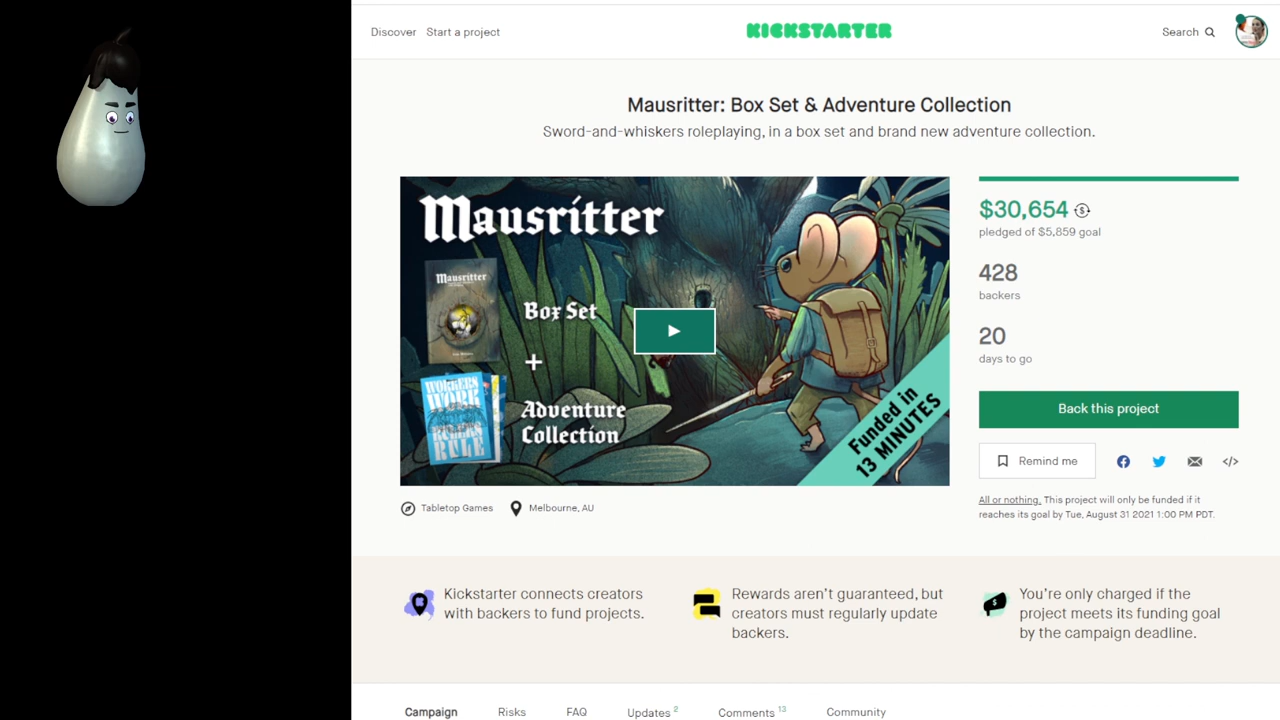 Discover Start a project
KICKSTARTER
Search
Mausritter: Box Set & Adventure Collection
Sword-and-whiskers roleplaying, in a box set and brand new adventure collection.
Mausritter
Mausritter
Box Set
+
Adventure
Collection
WORKERS
WORK
RULE
Funded in
13 MINUTES
$30,654
pledged of $5,859 goal
428
backers
20
days to go
Back this project
Remind me
</>
All or nothing. This project will only be funded if it
reaches its goal by Tue, August 31 2021 1:00 PM PDT.
Tabletop Games
Melbourne, AU
Kickstarter connects creators
with backers to fund projects.
Rewards aren't guaranteed, but
creators must regularly update
backers.
You're only charged if the
project meets its funding goal
by the campaign deadline.
Campaign Risks FAQ Updates 2 Comments 13 Community